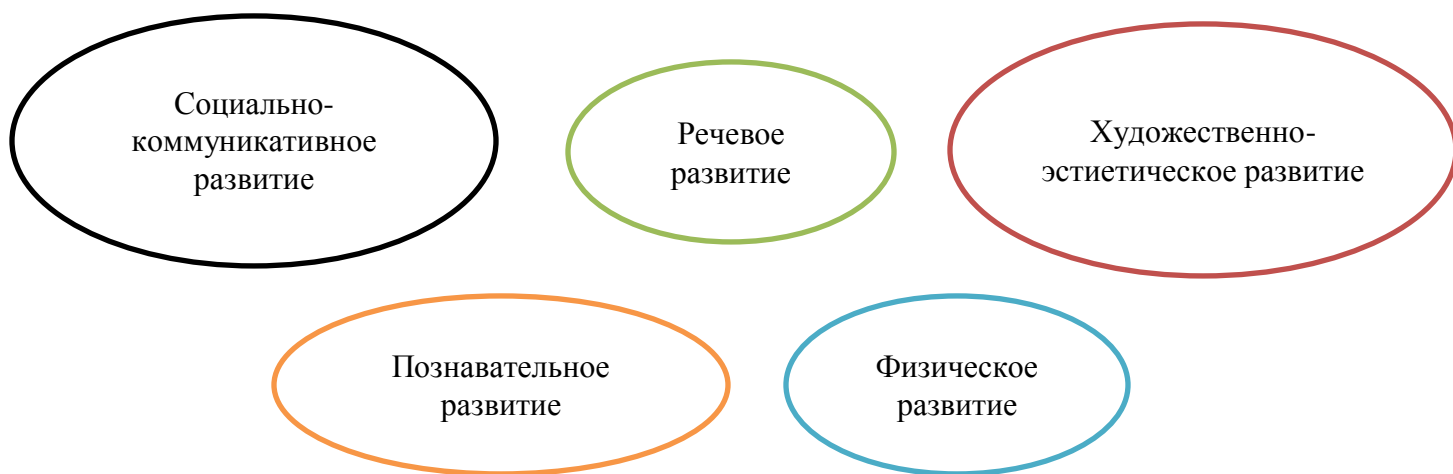 Социально-
коммуникативное
развитие
Речевое
развитие
Художественно-
эстиетическое развитие
Познавательное
развитие
Физическое
развитие